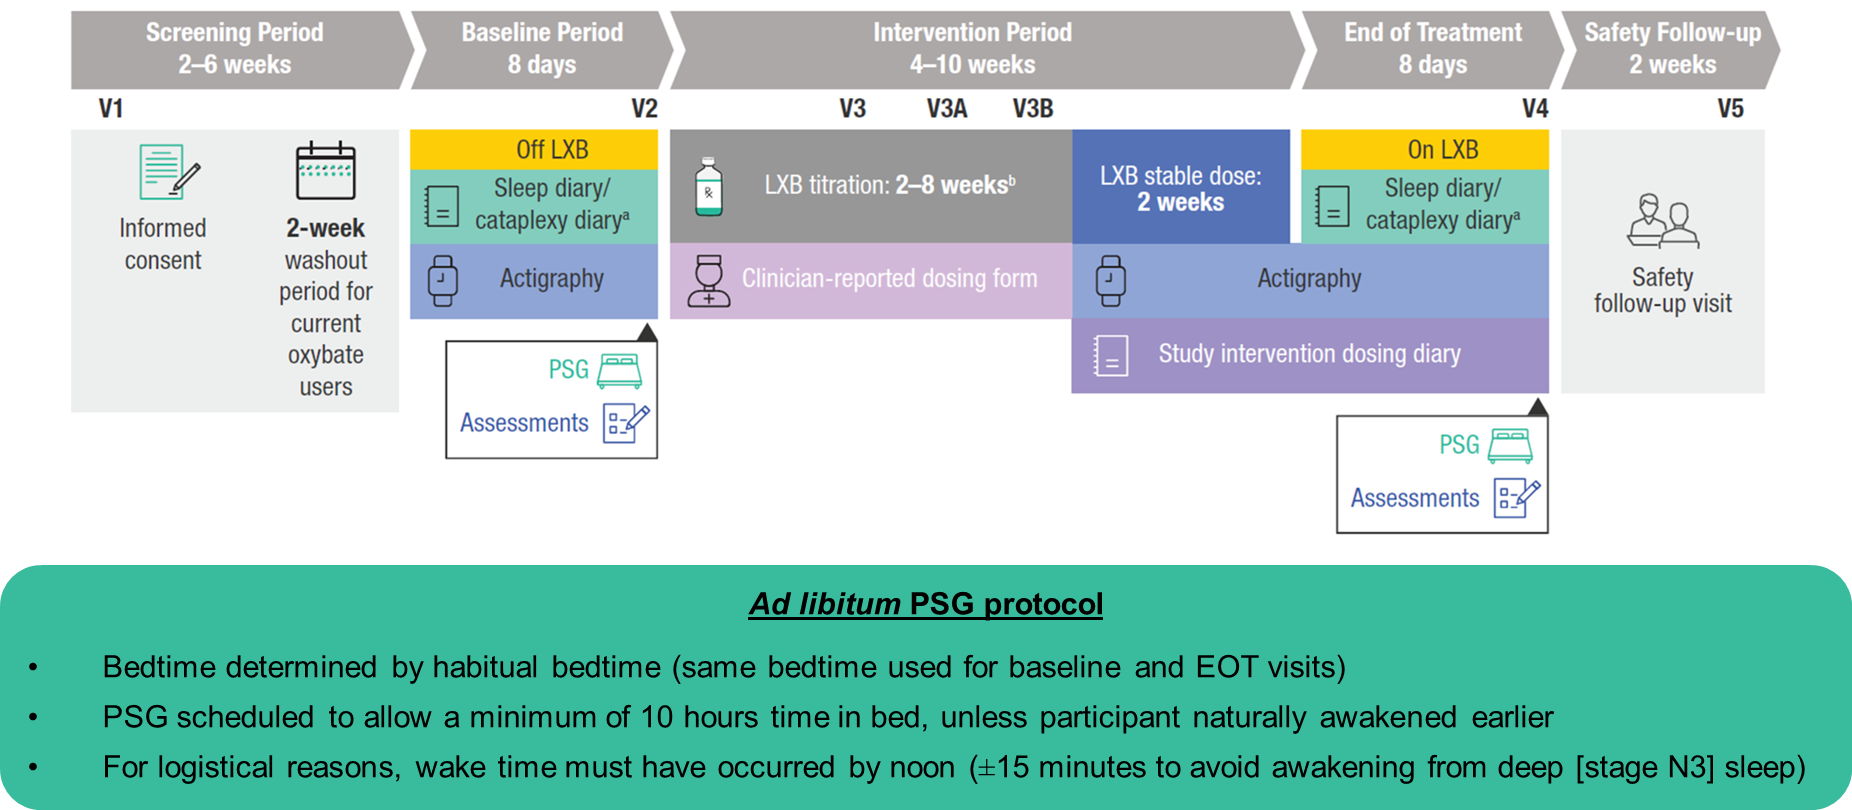 Screening Period
2–6 weeks
Baseline Period
8 days
Intervention Period
4–10 weeks
End of Treatment
8 days
Safety Follow-up
2 weeks
V1
V2
V3
V3A
V3B
V4
V5
Informed
consent
2-week
washout
period for
current
oxybate
users
Off LXB
Sleep diary/
cataplexy diaryᵃ
Actigraphy
PSG
Assessments
℞
LXB titration: 2–8 weeksᵇ
Clinician-reported dosing form
LXB stable dose:
2 weeks
On LXB
Sleep diary/
cataplexy diaryᵃ
Actigraphy
Study intervention dosing diary
PSG
Assessments
Safety
follow-up visit
Ad libitum PSG protocol
• Bedtime determined by habitual bedtime (same bedtime used for baseline and EOT visits)
• PSG scheduled to allow a minimum of 10 hours time in bed, unless participant naturally awakened earlier
• For logistical reasons, wake time must have occurred by noon (±15 minutes to avoid awakening from deep [stage N3] sleep)